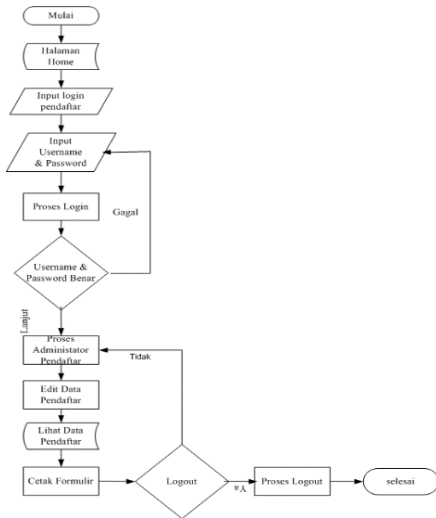 Mulai
Halaman
Home
Input login
pendaftar
Input
Username
& Password
Proses Login
Gagal
Username &
Password Benar
Lanjut
Proses
Administator
Pendaftar
Tidak
Edit Data
Pendaftar
Lihat Data
Pendaftar
Cetak Formulir
Logout
Ya
Proses Logout
selesai